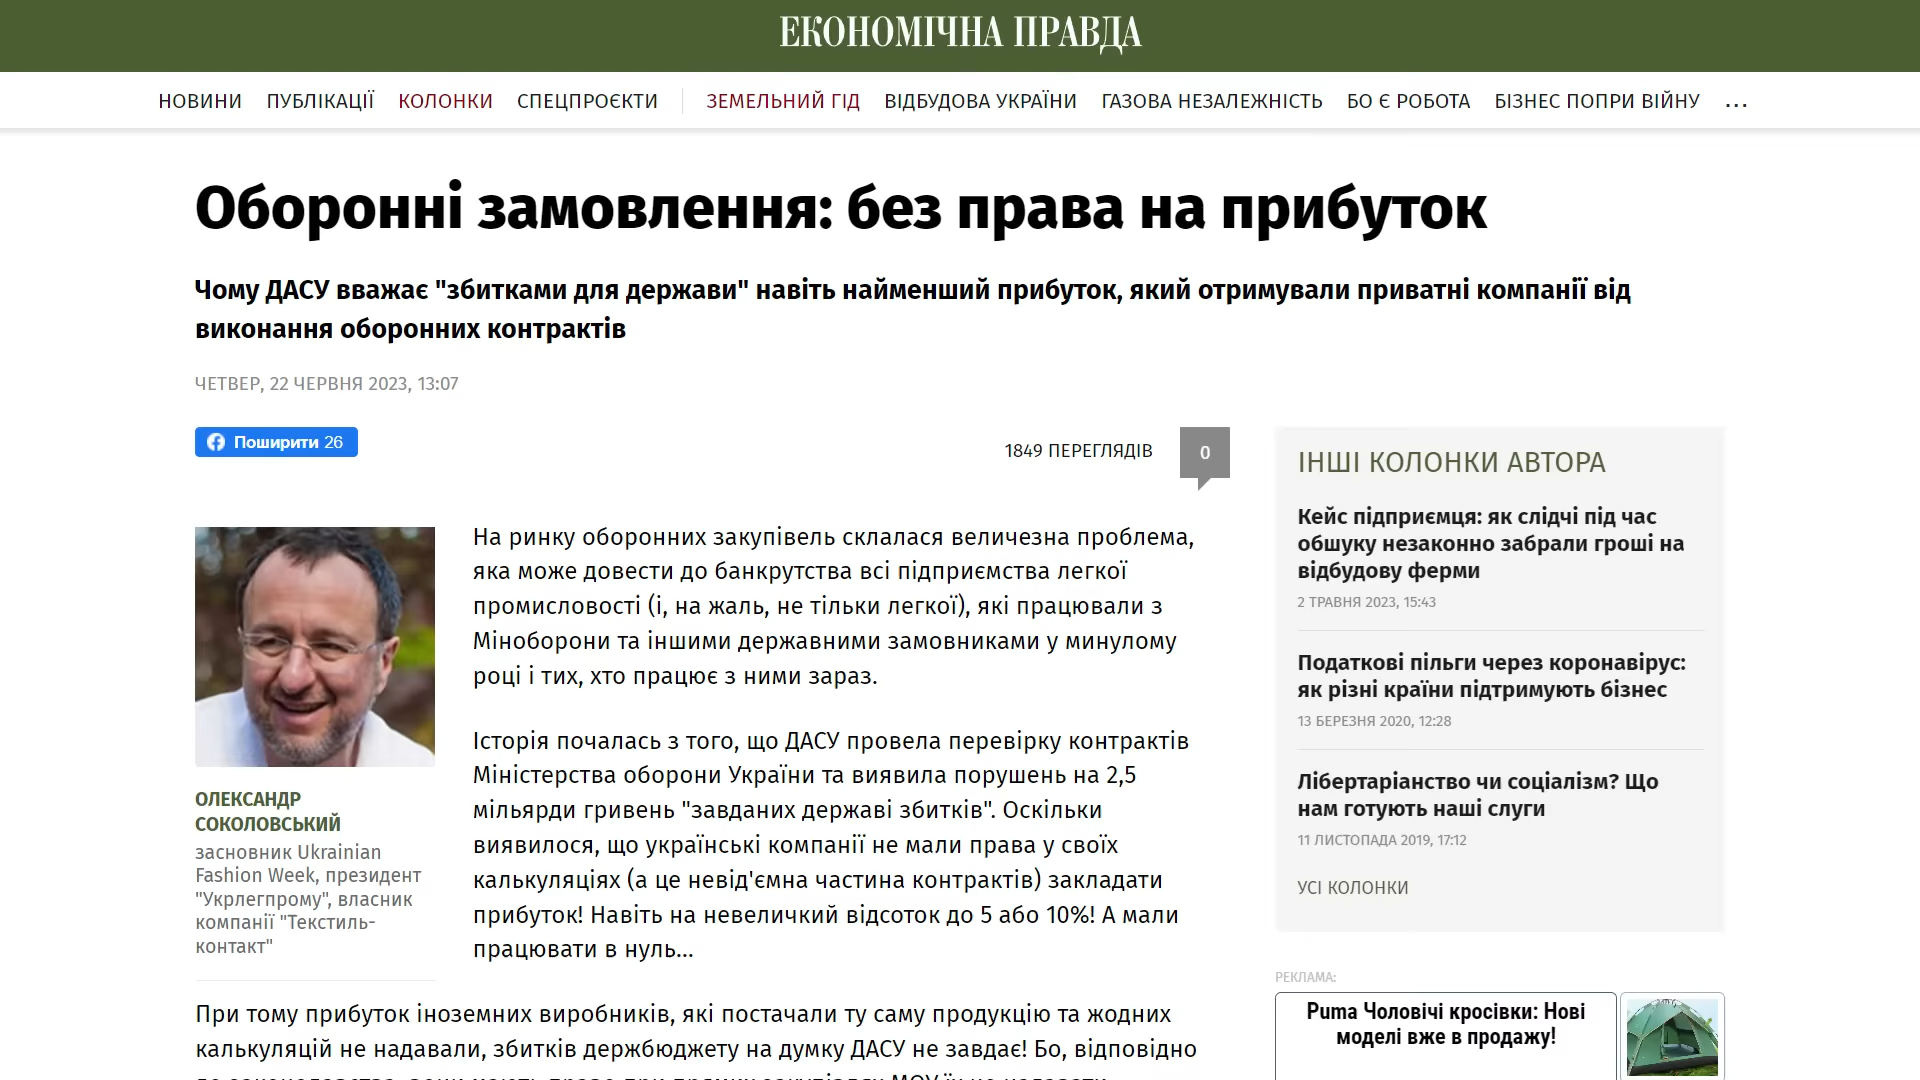 ЕКОНОМІЧНА ПРАВДА
НОВИНИ ПУБЛІКАЦІЇ КОЛОНКИ СПЕЦПРОЄКТИ ЗЕМЕЛЬНИЙ ГІД ВІДБУДОВА УКРАЇНИ ГАЗОВА НЕЗАЛЕЖНІСТЬ БО Є РОБОТА БІЗНЕС ПОПРИ ВІЙНУ ...
Оборонні замовлення: без права на прибуток
Чому ДАСУ вважає "збитками для держави" навіть найменший прибуток, який отримували приватні компанії від
виконання оборонних контрактів
ЧЕТВЕР, 22 ЧЕРВНЯ 2023, 13:07
Поширити 26
1849 ПЕРЕГЛЯДІВ
0
ОЛЕКСАНДР
СОКОЛОВСЬКИЙ
засновник Ukrainian
Fashion Week, президент
"Укрлегпрому", власник
компанії "Текстиль-
контакт"
На ринку оборонних закупівель склалася величезна проблема,
яка може довести до банкрутства всі підприємства легкої
промисловості (і, на жаль, не тільки легкої), які працювали з
Міноборони та іншими державними замовниками у минулому
році і тих, хто працює з ними зараз.
Історія почалась з того, що ДАСУ провела перевірку контрактів
Міністерства оборони України та виявила порушень на 2,5
мільярди гривень "завданих державі збитків". Оскільки
виявилося, що українські компанії не мали права у своїх
калькуляціях (а це невід'ємна частина контрактів) закладати
прибуток! Навіть на невеличкий відсоток до 5 або 10%! А мали
працювати в нуль...
При тому прибуток іноземних виробників, які постачали ту саму продукцію та жодних
калькуляцій не надавали, збитків держбюджету на думку ДАСУ не завдає! Бо, відповідно
ІНШІ КОЛОНКИ АВТОРА
Кейс підприємця: як слідчі під час
обшуку незаконно забрали гроші на
відбудову ферми
2 ТРАВНЯ 2023, 15:43
Податкові пільги через коронавірус:
як різні країни підтримують бізнес
13 БЕРЕЗНЯ 2020, 12:28
Лібертаріанство чи соціалізм? Що
нам готують наші слуги
11 ЛИСТОПАДА 2019, 17:12
УСІ КОЛОНКИ
РЕКЛАМА:
Puma Чоловічі кросівки: Нові
моделі вже в продажу!